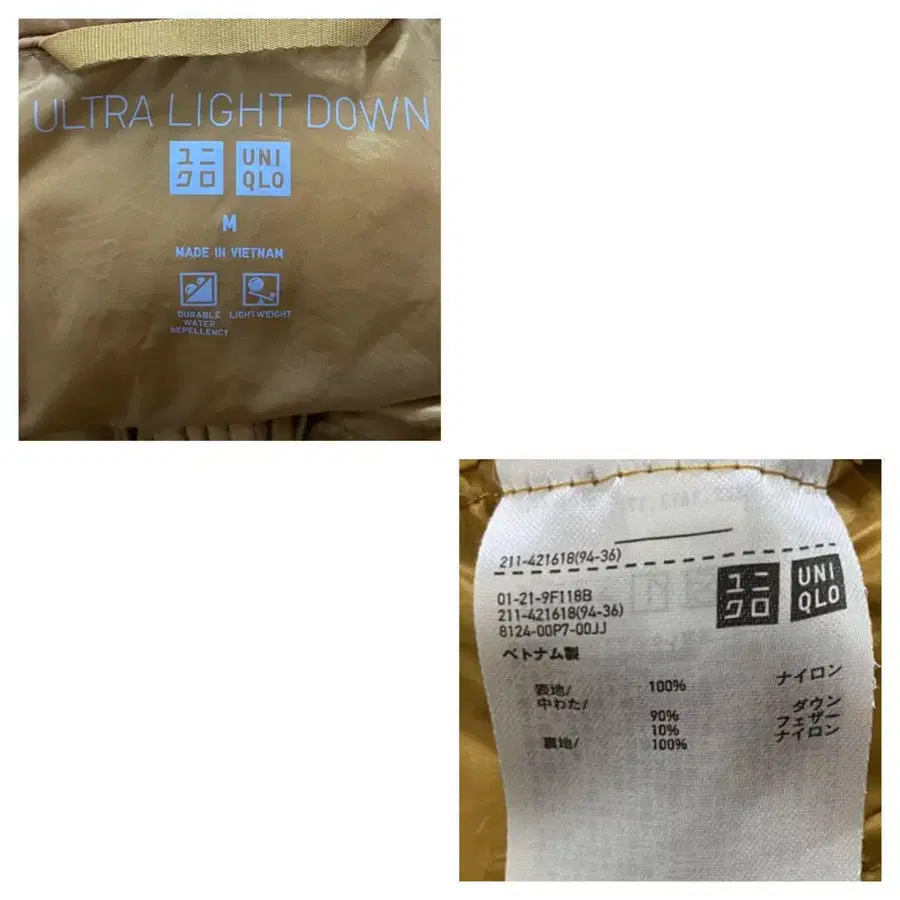 ULTRA LIGHT DOWN
ユニ UNI
クロ QLO
M
MADE IN VIETNAM
DURABLE WATER REPELLENCY
LIGHT WEIGHT
211-421618(94-36)
01-21-9F118B
211-421618(94-36)
8124-00P7-00JJ
ユニ UNI
クロ QLO
ベトナム製
表地/ 100% ナイロン
中わた/
90% ダウン
10% フェザー
裏地/ 100% ナイロン